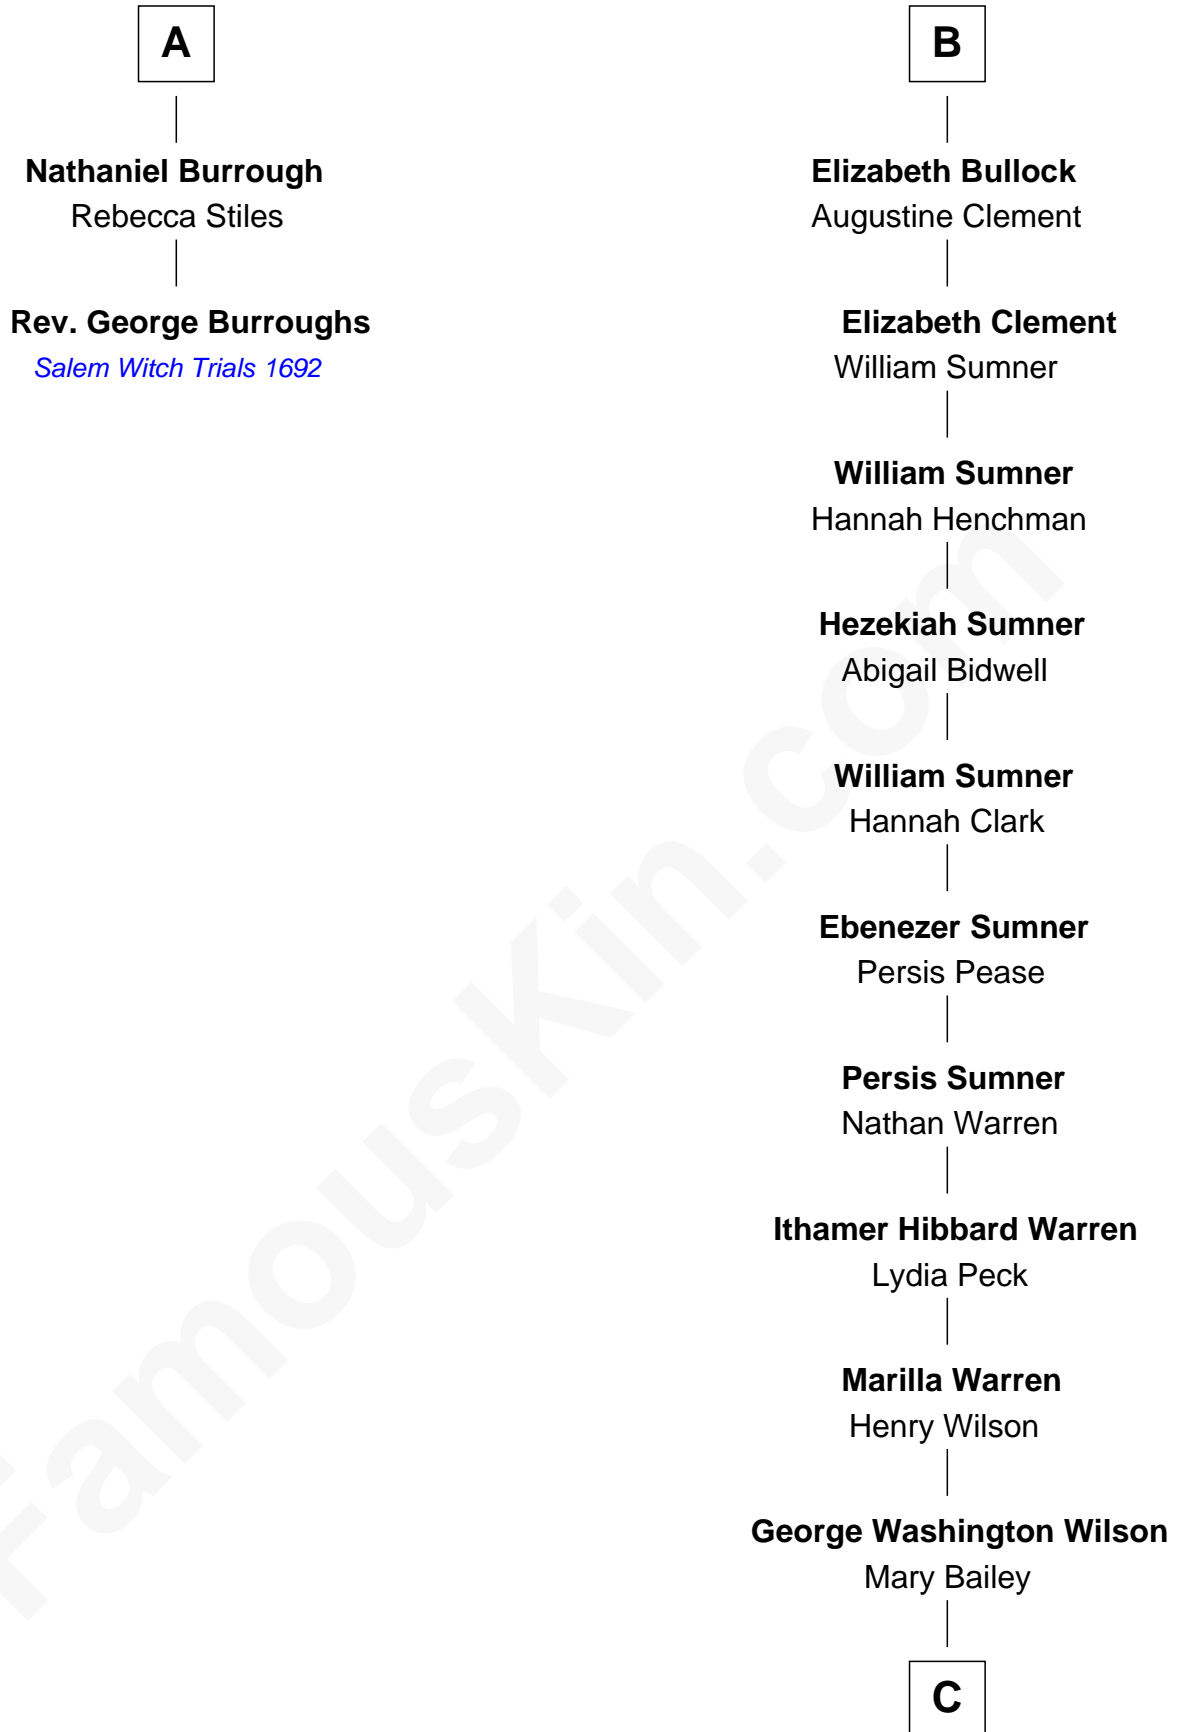 A
Nathaniel Burrough
Rebecca Stiles
Rev. George Burroughs
Salem Witch Trials 1692
B
Elizabeth Bullock
Augustine Clement
Elizabeth Clement
William Sumner
William Sumner
Hannah Henchman
Hezekiah Sumner
Abigail Bidwell
William Sumner
Hannah Clark
Ebenezer Sumner
Persis Pease
Persis Sumner
Nathan Warren
Ithamer Hibbard Warren
Lydia Peck
Marilla Warren
Henry Wilson
George Washington Wilson
Mary Bailey
C
FamousKin.com